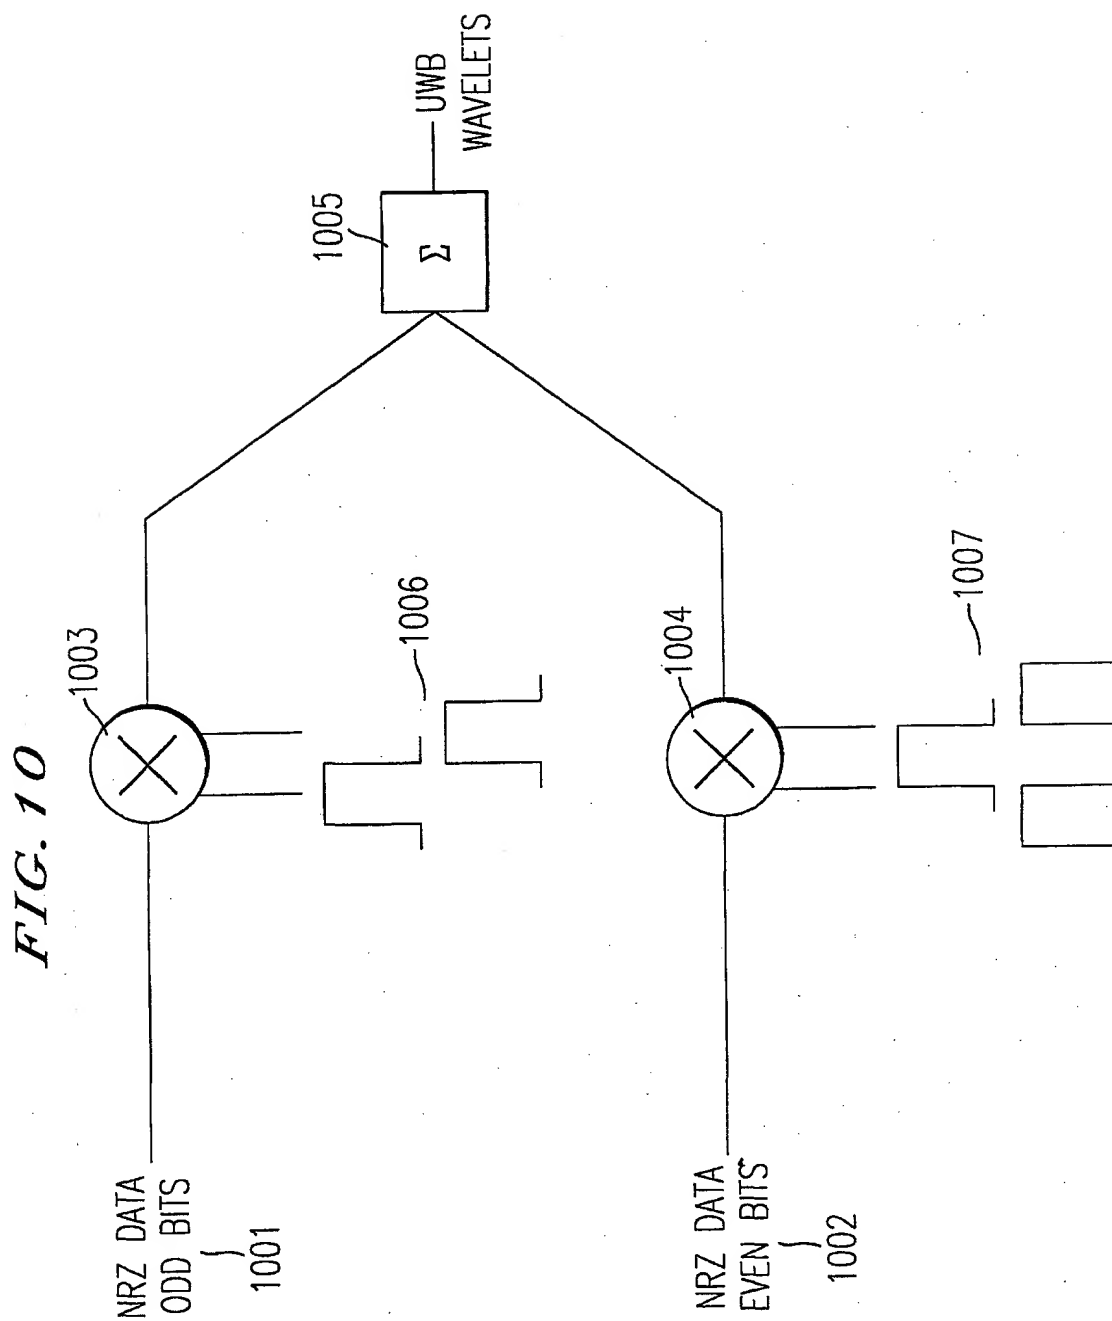 FIG. 10
NRZ DATA
ODD BITS
1001
1003
1006
NRZ DATA
EVEN BITS
1002
1004
1007
1005
Σ
UWB
WAVELETS